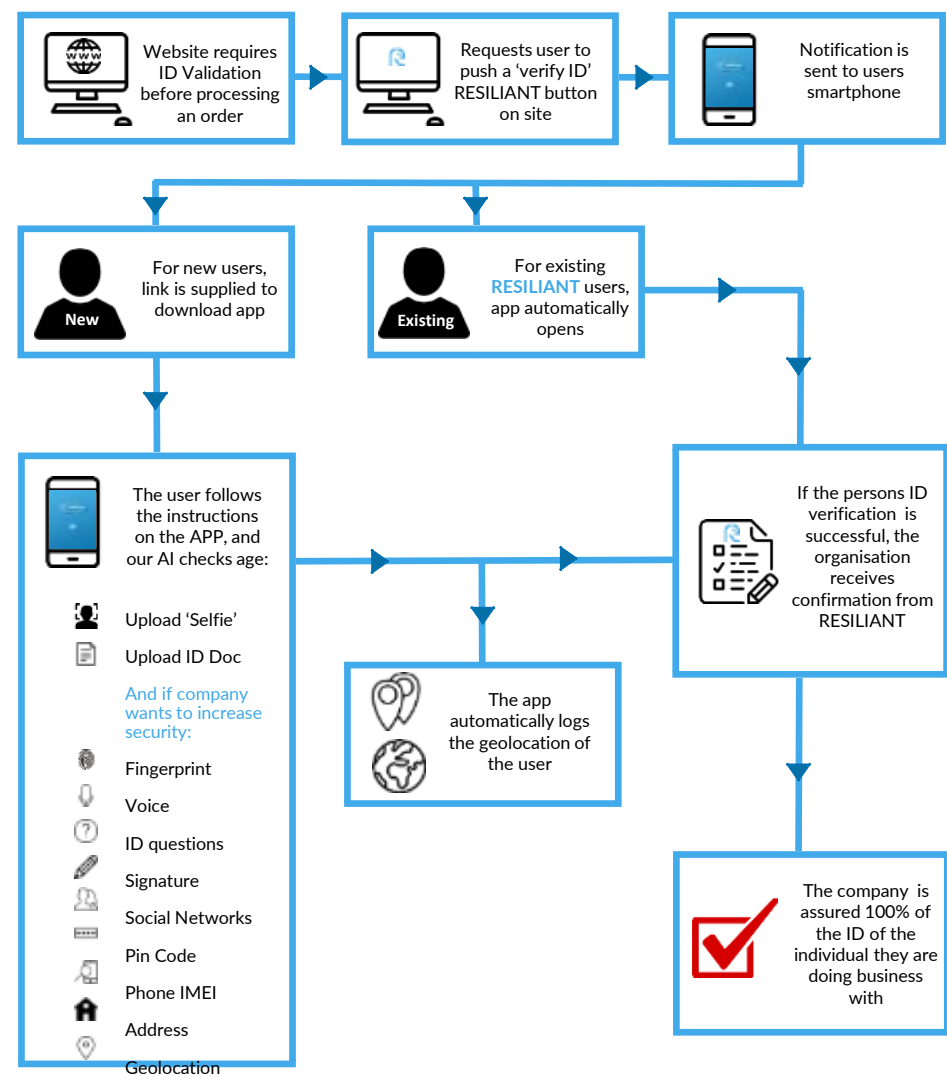 www
Website requires
ID Validation
before processing
an order
R
Requests user to
push a ‘verify ID’
RESILIANT button
on site
Notification is
sent to users
smartphone
New
For new users,
link is supplied to
download app
Existing
For existing
RESILIANT users,
app automatically
opens
The user follows
the instructions
on the APP, and
our AI checks age:
Upload ‘Selfie’
Upload ID Doc
And if company
wants to increase
security:
Fingerprint
Voice
?
ID questions
Signature
Social Networks
Pin Code
Phone IMEI
Address
Geolocation
The app
automatically logs
the geolocation of
the user
R
If the persons ID
verification is
successful, the
organisation
receives
confirmation from
RESILIANT
The company is
assured 100% of
the ID of the
individual they are
doing business
with